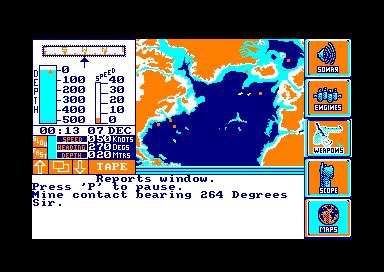 S W N
DEPTH
0
-100
-200
-300
-400
-500
SPEED
40
30
20
10
0
00:13 07 DEC
SLOW
FAST
SPEED 050 KNOTS
HEADING 270 DEGS
DEPTH 020 MTRS
TAPE
SONAR
ENGINES
WEAPONS
SCOPE
MAPS
Reports window.
Press 'P' to pause.
Mine contact bearing 264 Degrees
Sir.